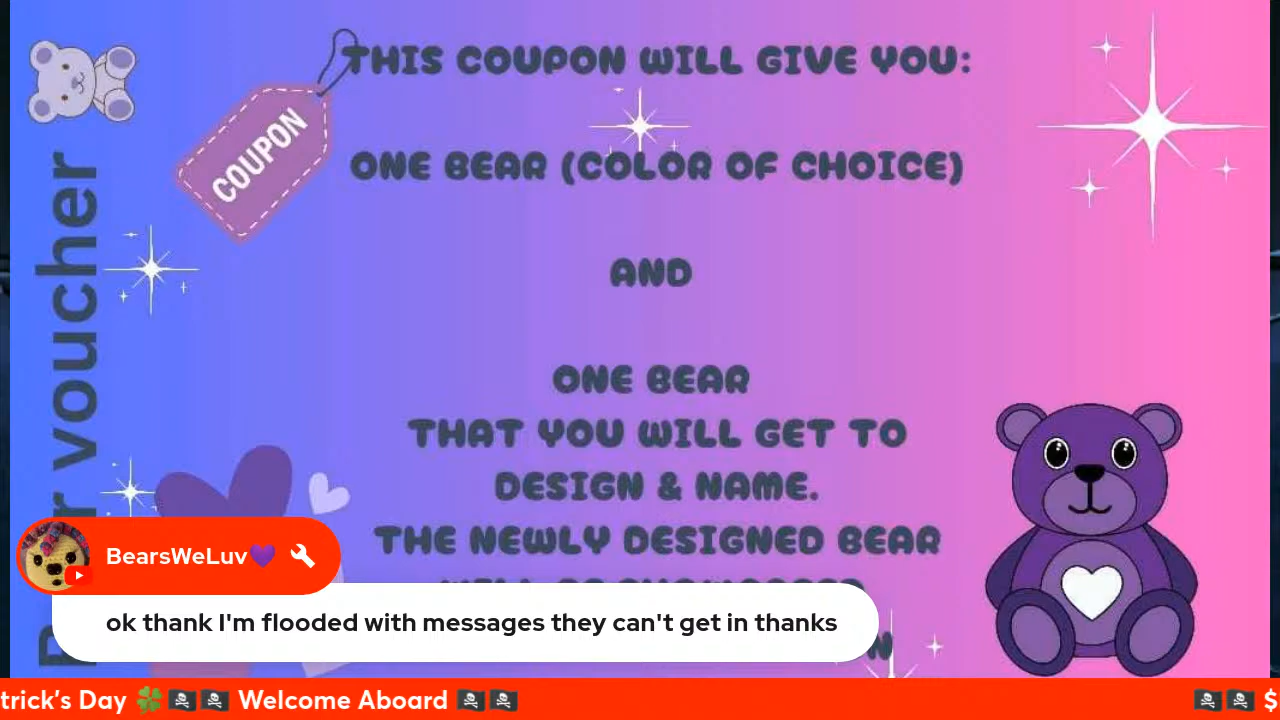 THIS COUPON WILL GIVE YOU:
COUPON
ONE BEAR (COLOR OF CHOICE)
AND
ONE BEAR
THAT YOU WILL GET TO
DESIGN & NAME.
THE NEWLY DESIGNED BEAR
voucher
BearsWeLuv💜
ok thank I'm flooded with messages they can't get in thanks
trick's Day 🍀🏴‍☠️🏴‍☠️ Welcome Aboard 🏴‍☠️🏴‍☠️
🏴‍☠️🏴‍☠️ $